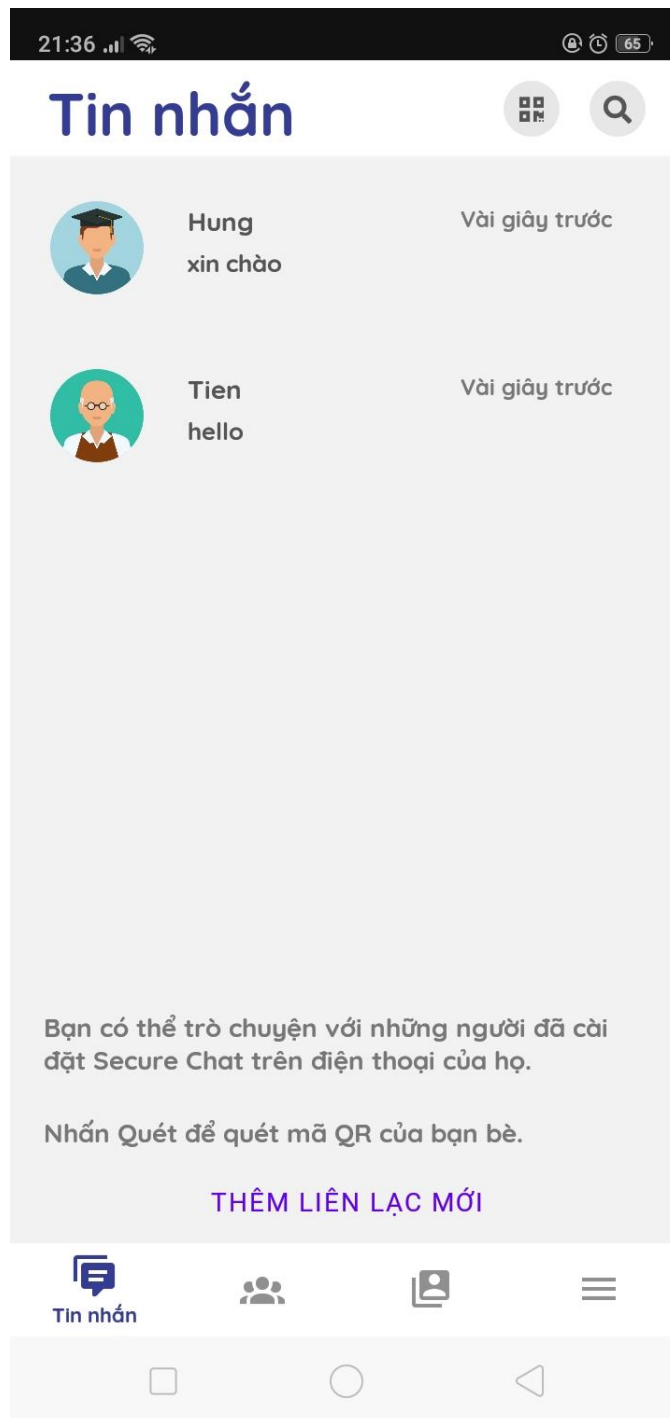 21:36
65
Tin nhắn
Hung
Vài giây trước
xin chào
Tien
Vài giây trước
hello
Bạn có thể trò chuyện với những người đã cài
đặt Secure Chat trên điện thoại của họ.
Nhấn Quét để quét mã QR của bạn bè.
THÊM LIÊN LẠC MỚI
Tin nhắn